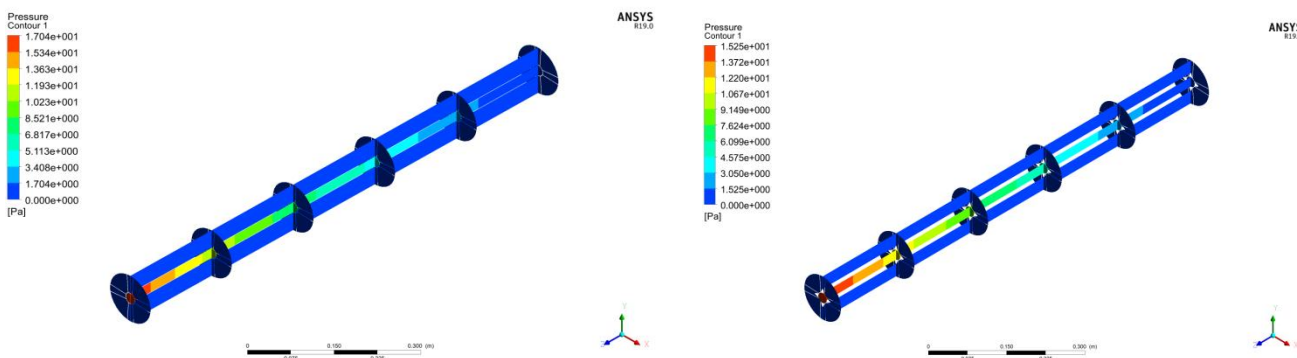 Pressure
Contour 1
1.704e+001
1.534e+001
1.363e+001
1.193e+001
1.023e+001
8.521e+000
6.817e+000
5.113e+000
3.408e+000
1.704e+000
0.000e+000
[Pa]
ANSYS
R19.0
Y
X
Z
0
0.150
0.300 (m)
Pressure
Contour 1
1.525e+001
1.372e+001
1.220e+001
1.067e+001
9.149e+000
7.624e+000
6.099e+000
4.575e+000
3.050e+000
1.525e+000
0.000e+000
[Pa]
ANSYS
R19.
Y
X
Z
0
0.150
0.300 (m)